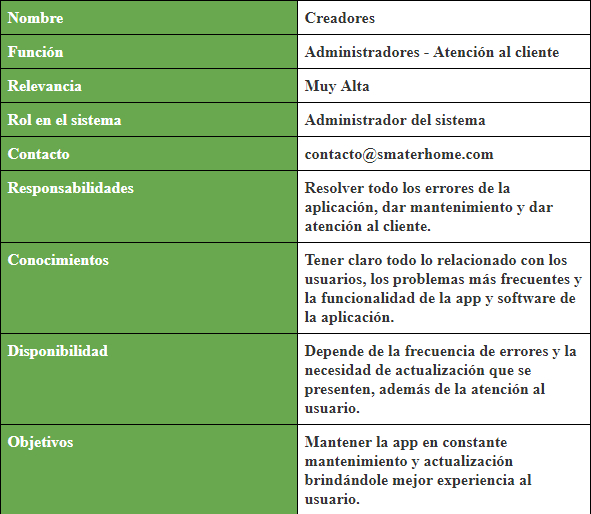 Nombre
Creadores
Función
Administradores - Atención al cliente
Relevancia
Muy Alta
Rol en el sistema
Administrador del sistema
Contacto
contacto@smaterhome.com
Responsabilidades
Resolver todo los errores de la
aplicación, dar mantenimiento y dar
atención al cliente.
Conocimientos
Tener claro todo lo relacionado con los
usuarios, los problemas más frecuentes y
la funcionalidad de la app y software de
la aplicación.
Disponibilidad
Depende de la frecuencia de errores y la
necesidad de actualización que se
presenten, además de la atención al
usuario.
Objetivos
Mantener la app en constante
mantenimiento y actualización
brindándole mejor experiencia al
usuario.